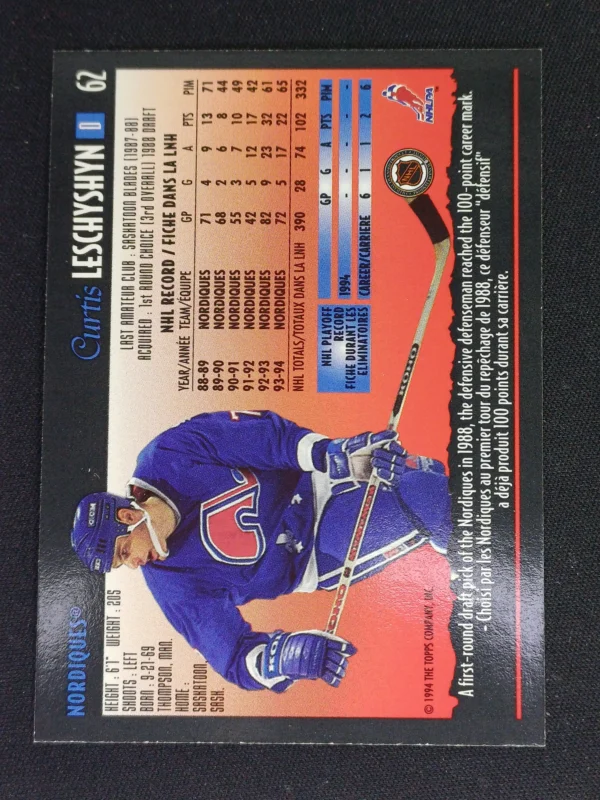 NORDIQUES®
Curtis LESCHYSHYN D 62
HEIGHT : 6'1" WEIGHT : 205
SHOOTS : LEFT
BORN : 9-21-69
THOMPSON, MAN.
HOME :
SASKATOON,
SASK.
LAST AMATEUR CLUB : SASKATOON BLADES (1987-88)
ACQUIRED : 1st ROUND CHOICE (3rd OVERALL) 1988 DRAFT
NHL RECORD / FICHE DANS LA LNH
YEAR/ANNÉE TEAM/ÉQUIPE GP G A PTS PIM
88-89 NORDIQUES 71 4 9 13 71
89-90 NORDIQUES 68 2 6 8 44
90-91 NORDIQUES 55 3 7 10 49
91-92 NORDIQUES 42 5 12 17 42
92-93 NORDIQUES 82 9 23 32 61
93-94 NORDIQUES 72 5 17 22 65
NHL TOTALS/TOTAUX DANS LA LNH 390 28 74 102 332
NHL PLAYOFF
RECORD
FICHE DURANT LES
ÉLIMINATOIRES
GP G A PTS PIM
1994 - - - - -
CAREER/CARRIÈRE 6 1 1 2 6
CCM
KOHO
KOHO
NHL
NHLPA
© 1994 THE TOPPS COMPANY, INC.
A first-round draft pick of the Nordiques in 1988, the defensive defenseman reached the 100-point career mark.
- Choisi par les Nordiques au premier tour du repêchage de 1988, ce défenseur "défensif"
a déjà produit 100 points durant sa carrière.